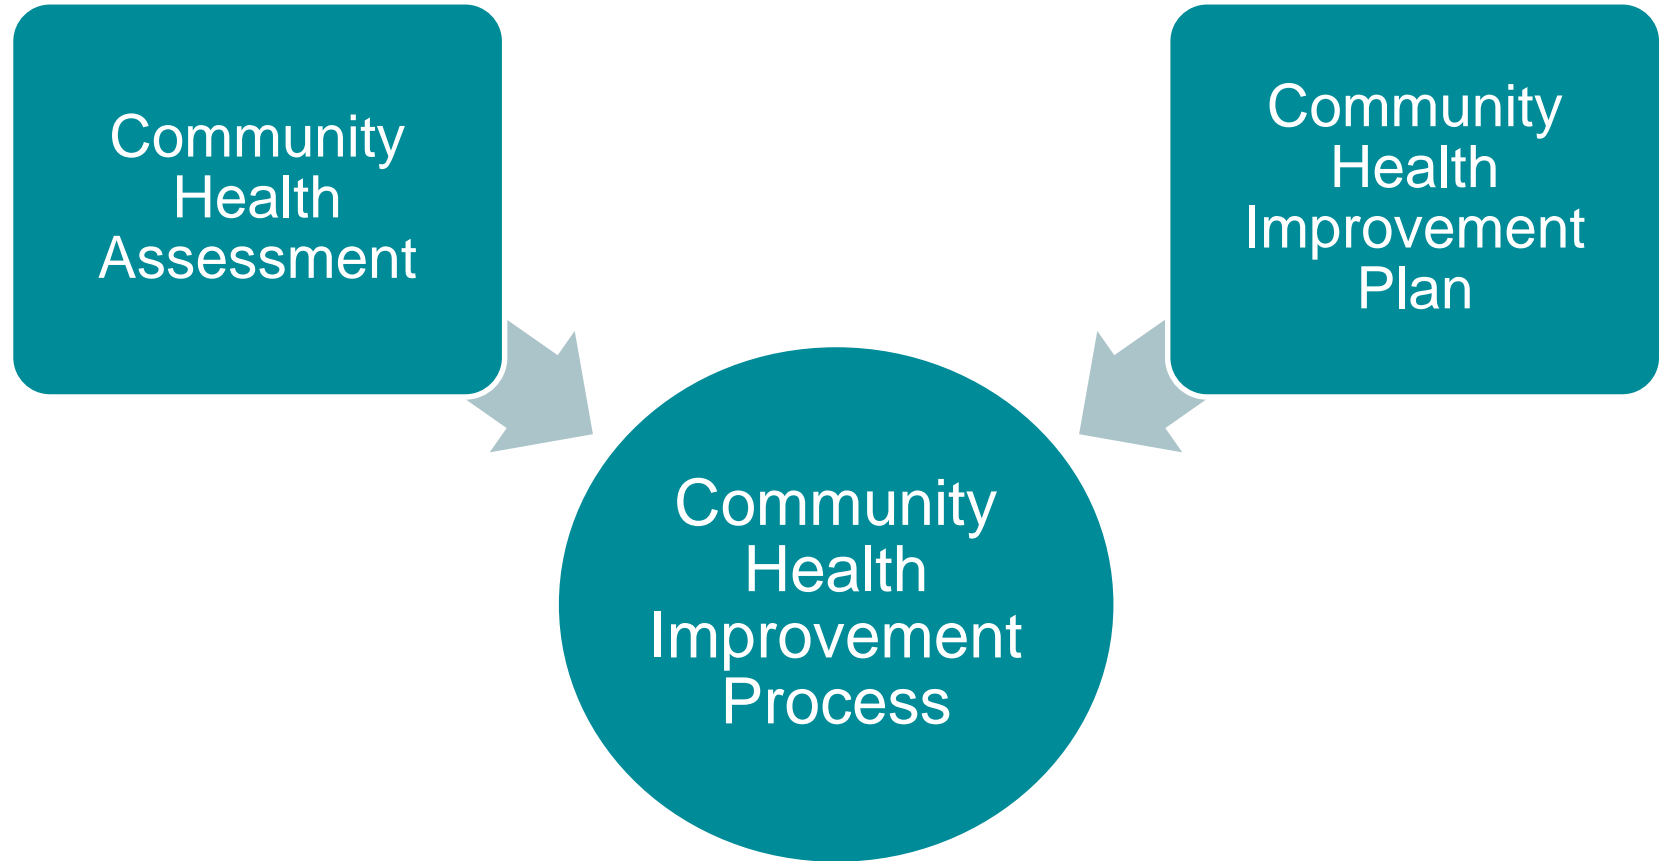 Community
Health
Assessment
Community
Health
Improvement
Plan
Community
Health
Improvement
Process